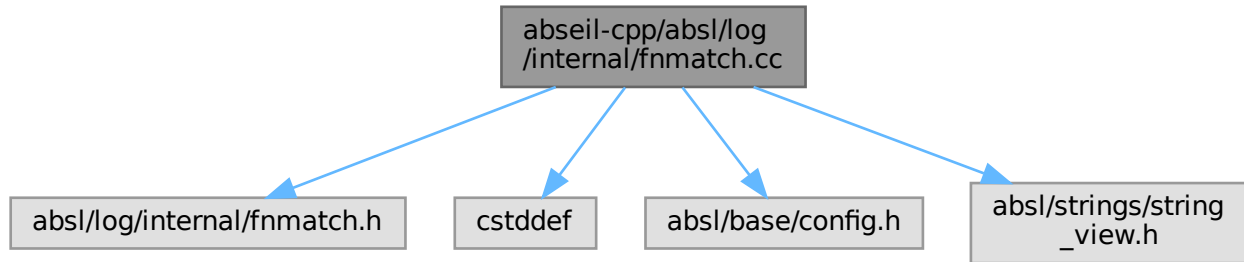 abseil-cpp/absl/log
/internal/fnmatch.cc
absl/log/internal/fnmatch.h
cstddef
absl/base/config.h
absl/strings/string
_view.h